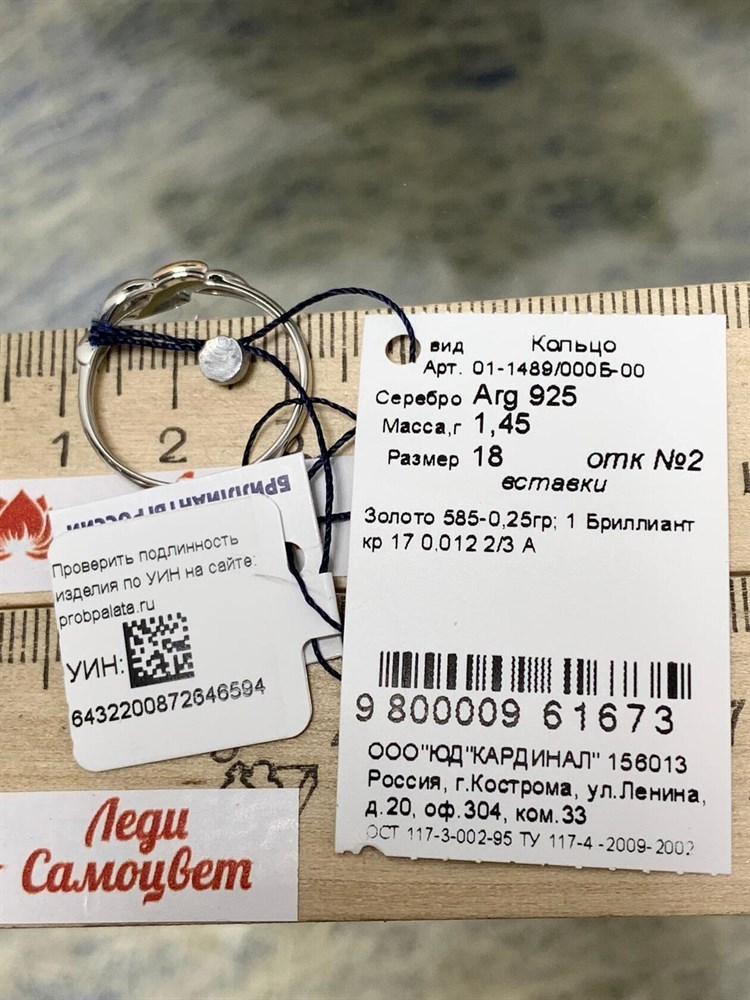 вид Кольцо
Арт. 01-1489/000Б-00
Серебро Arg 925
Масса,г 1,45
Размер 18 отк №2
вставки
Золото 585-0,25гр; 1 Бриллиант
кр 17 0,012 2/3 А
9 800009 61673
ООО"ЮД"КАРДИНАЛ" 156013
Россия, г.Кострома, ул.Ленина,
д.20, оф.304, ком.33
ОСТ 117-3-002-95 ТУ 117-4-2009-2002
БРИЛЛИАНТЫ РОССИИ
Проверить подлинность
изделия по УИН на сайте:
probpalata.ru
УИН:
6432200872646594
1 2
Леди
Самоцвет